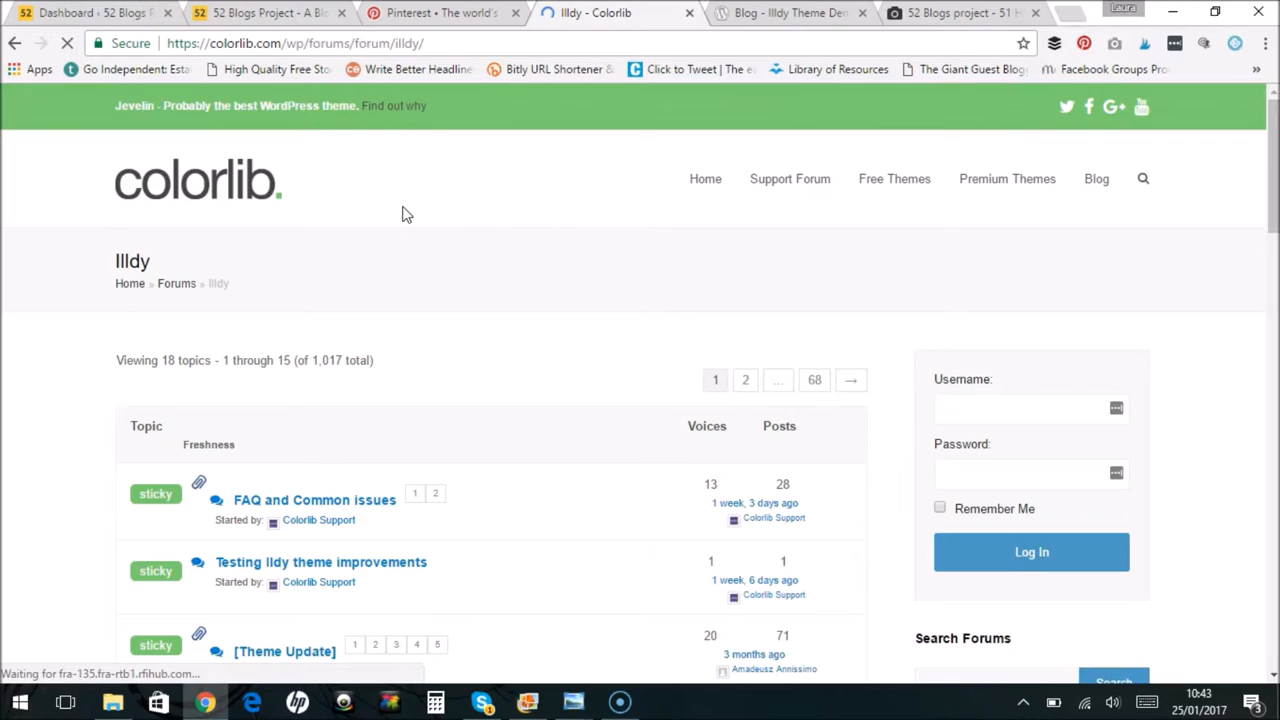 52 Dashboard ‹ 52 Blogs F
52 52 Blogs Project - A Blo
Pinterest • The world's
Illdy - Colorlib
Blog - Illdy Theme Den
52 Blogs project - 51 H
Laura
Secure
https://colorlib.com/wp/forums/forum/illdy/
Apps
Go Independent: Esta
High Quality Free Sto
Write Better Headline
Bitly URL Shortener &
Click to Tweet | The e
Library of Resources
The Giant Guest Blog
Facebook Groups Pro
»
Jevelin - Probably the best WordPress theme. Find out why
colorlib.
Home Support Forum Free Themes Premium Themes Blog
Illdy
Home » Forums » Illdy
Viewing 18 topics - 1 through 15 (of 1,017 total)
1 2 ... 68 →
Topic Voices Posts
Freshness
sticky FAQ and Common issues 1 2
Started by: Colorlib Support
13 28
1 week, 3 days ago
Colorlib Support
sticky Testing Ildy theme improvements
Started by: Colorlib Support
1 1
1 week, 6 days ago
Colorlib Support
sticky [Theme Update] 1 2 3 4 5
20 71
3 months ago
Amadeusz Annissimo
Username:
Password:
Remember Me
Log In
Search Forums
Search
Waiting for fra-135.fra-rtb1.rfihub.com...
10:43
25/01/2017
3